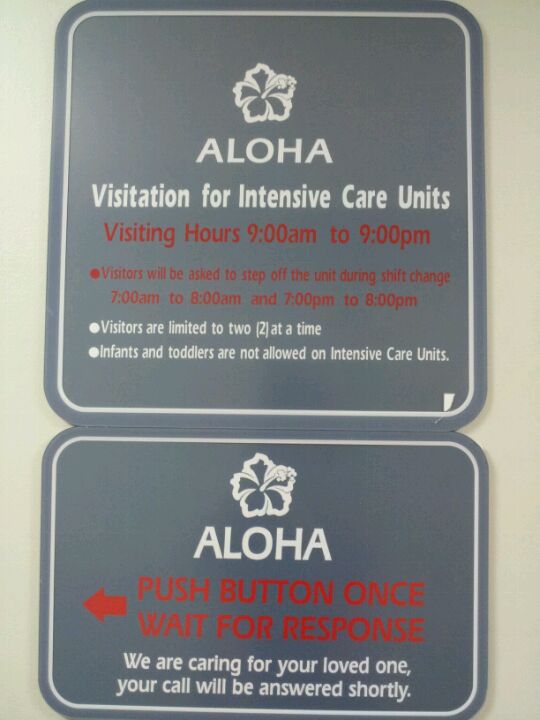 ALOHA
Visitation for Intensive Care Units
Visiting Hours 9:00am to 9:00pm
●Visitors will be asked to step off the unit during shift change
7:00am to 8:00am and 7:00pm to 8:00pm
●Visitors are limited to two (2) at a time
●Infants and toddlers are not allowed on Intensive Care Units.
ALOHA
PUSH BUTTON ONCE
WAIT FOR RESPONSE
We are caring for your loved one,
your call will be answered shortly.